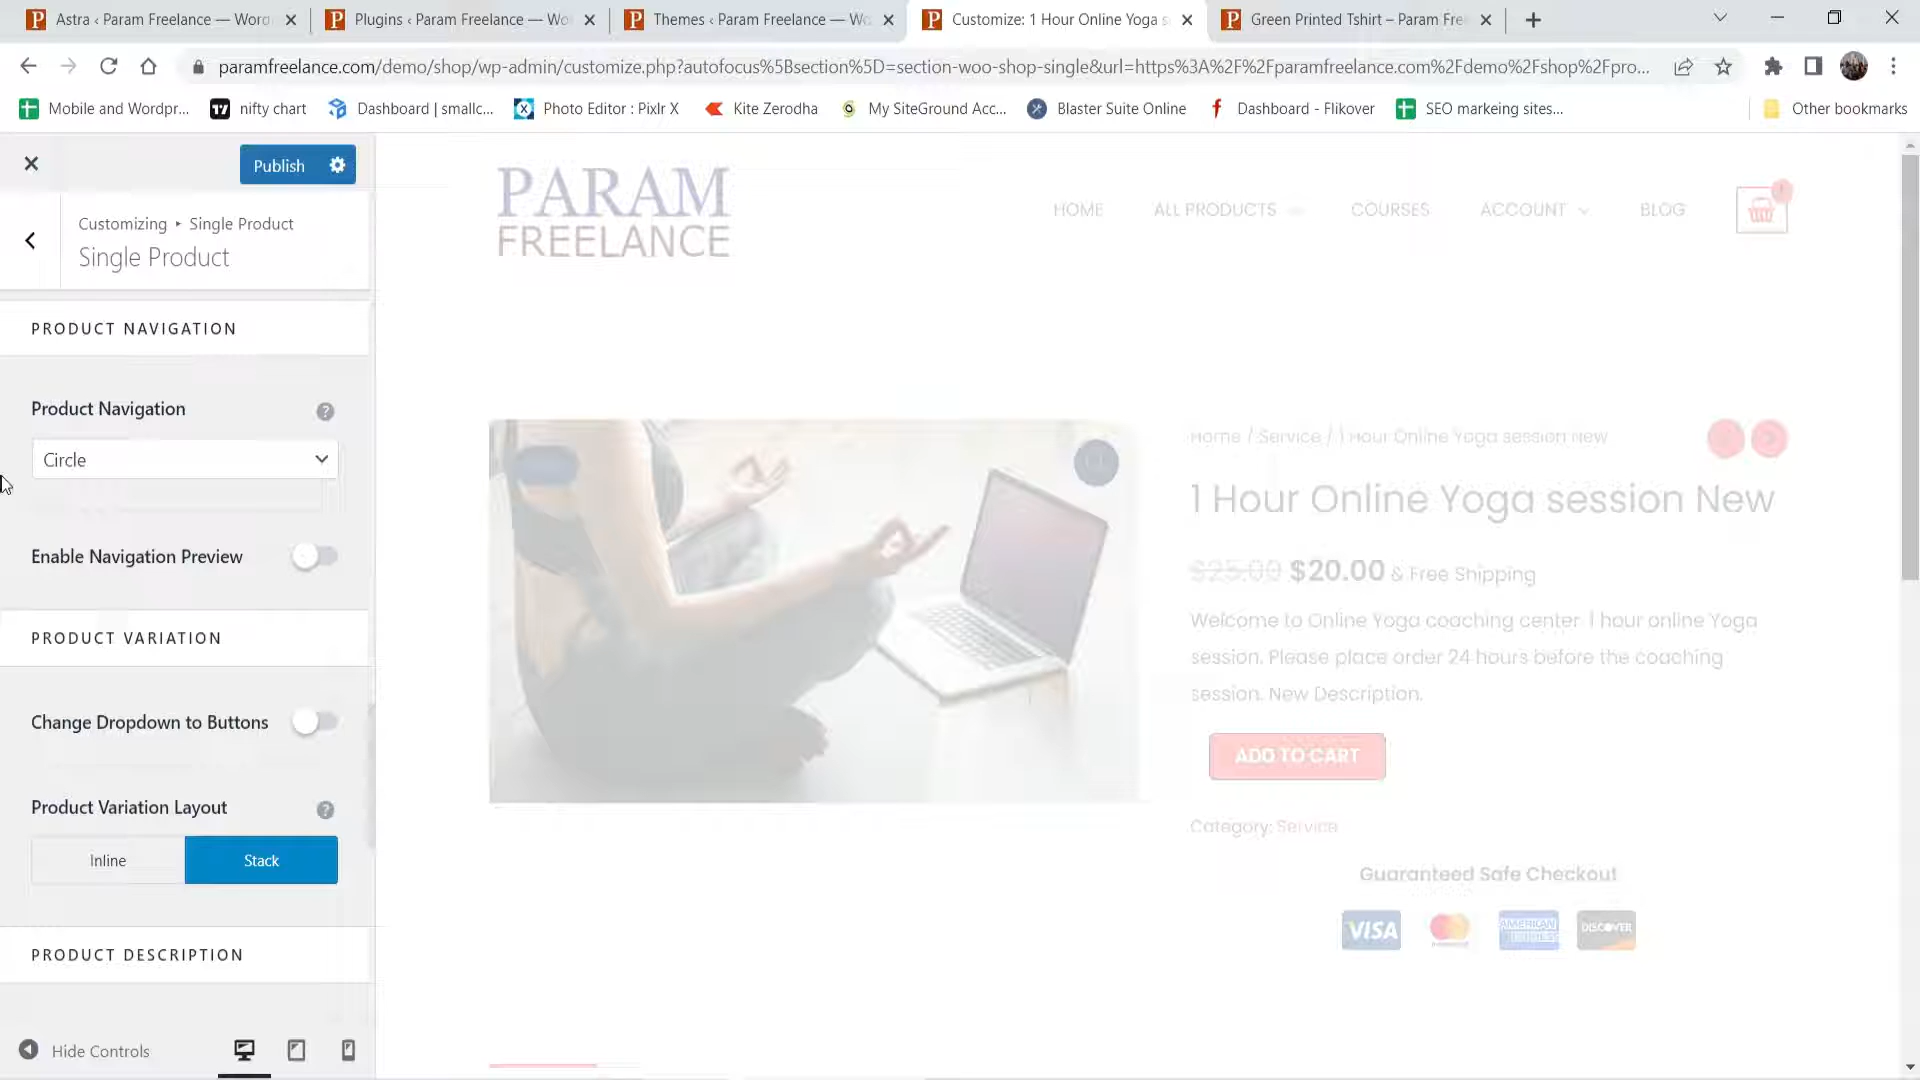 Astra ‹ Param Freelance — Word
Plugins ‹ Param Freelance — Wo
Themes ‹ Param Freelance — Wo
Customize: 1 Hour Online Yoga s
Green Printed Tshirt – Param Fre
paramfreelance.com/demo/shop/wp-admin/customize.php?autofocus%5Bsection%5D=section-woo-shop-single&url=https%3A%2F%2Fparamfreelance.com%2Fdemo%2Fshop%2Fpro...
Mobile and Wordpr...
nifty chart
Dashboard | smallc...
Photo Editor : Pixlr X
Kite Zerodha
My SiteGround Acc...
Blaster Suite Online
Dashboard - Flikover
SEO markeing sites...
Other bookmarks
Publish
Customizing ▸ Single Product
Single Product
PRODUCT NAVIGATION
Product Navigation
Circle
Enable Navigation Preview
PRODUCT VARIATION
Change Dropdown to Buttons
Product Variation Layout
Inline
Stack
PRODUCT DESCRIPTION
Hide Controls
PARAM
FREELANCE
HOME
ALL PRODUCTS
COURSES
ACCOUNT
BLOG
Home / Service / 1 Hour Online Yoga session New
1 Hour Online Yoga session New
$25.00 $20.00 & Free Shipping
Welcome to Online Yoga coaching center. 1 hour online Yoga
session. Please place order 24 hours before the coaching
session. New Description.
ADD TO CART
Category: Service
Guaranteed Safe Checkout
VISA
AMERICAN EXPRESS
DISCOVER